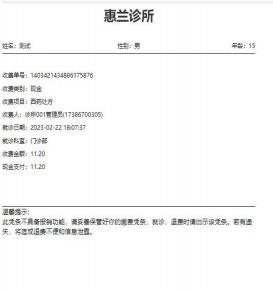 惠兰诊所
姓名：测试 性别：男 年龄：15
收费单号：1403421434886175876
收费类别：现金
收费项目：西药处方
收费人：诊所001管理员(17386700305)
就诊日期：2023-02-22 18:07:37
就诊科室：门诊部
收费金额：11.20
现金支付：11.20
温馨提示：
此凭条不具备报销功能，请妥善保管好你的缴费凭条，就诊，退费时请出示该凭条。若有遗
失，将造成退费不便和信息泄露。